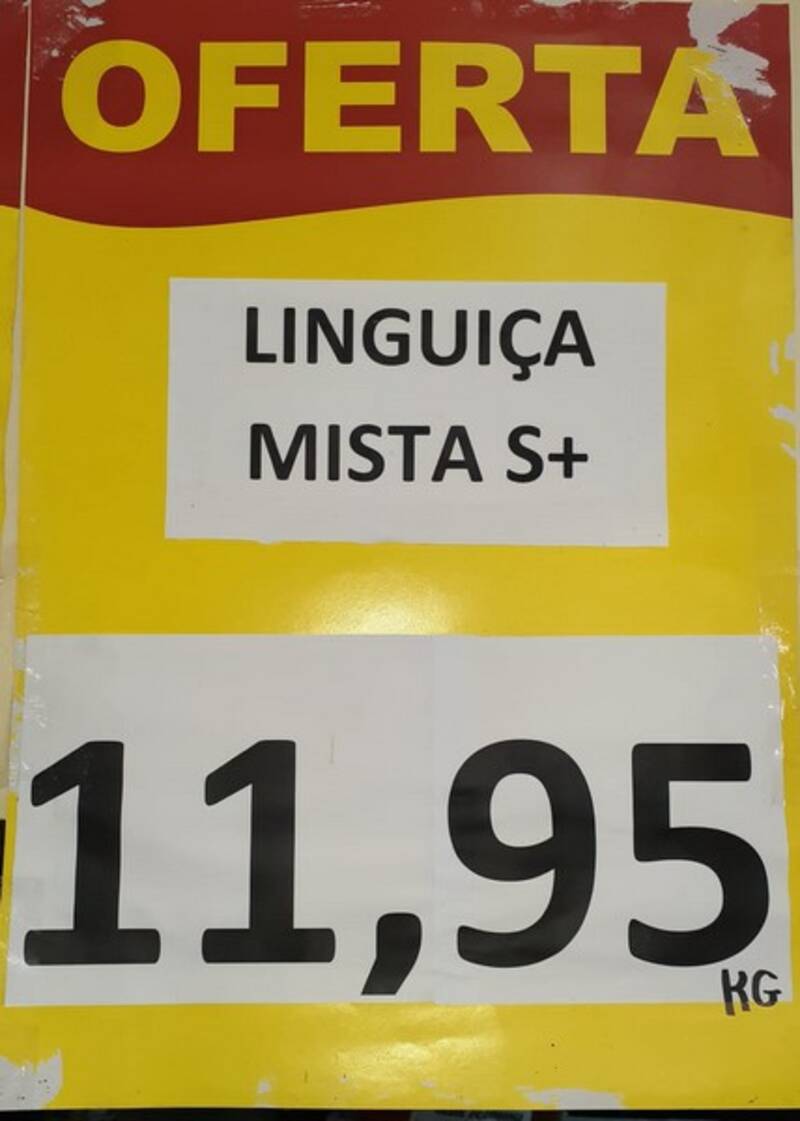 OFERTA
LINGUIÇA
MISTA S+
11,95
KG